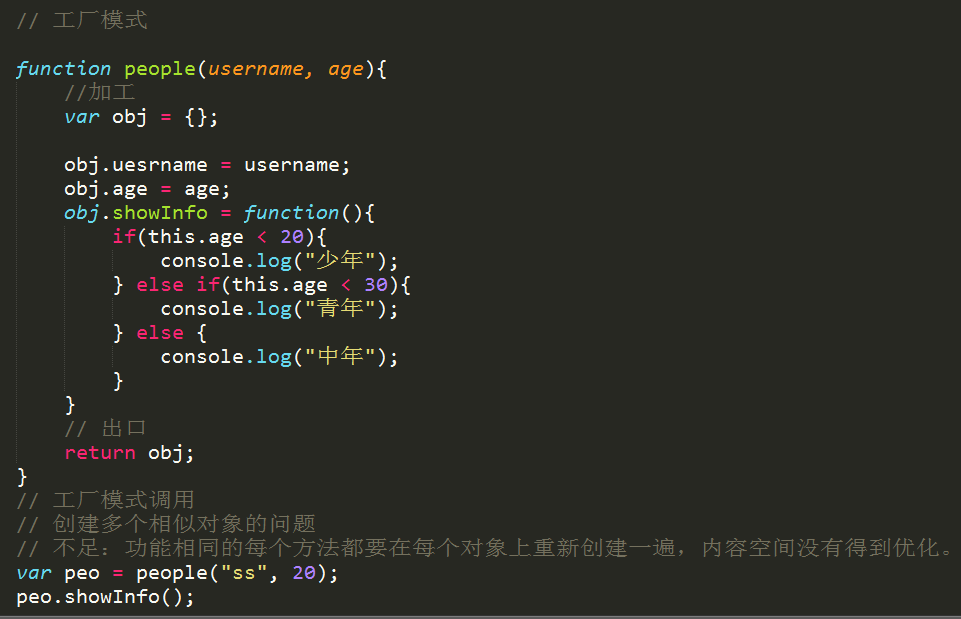 // 工厂模式
function people(username, age){
    //加工
    var obj = {};
    obj.uesrname = username;
    obj.age = age;
    obj.showInfo = function(){
        if(this.age < 20){
            console.log("少年");
        } else if(this.age < 30){
            console.log("青年");
        } else {
            console.log("中年");
        }
    }
    // 出口
    return obj;
}
// 工厂模式调用
// 创建多个相似对象的问题
// 不足：功能相同的每个方法都要在每个对象上重新创建一遍，内容空间没有得到优化。
var peo = people("ss", 20);
peo.showInfo();